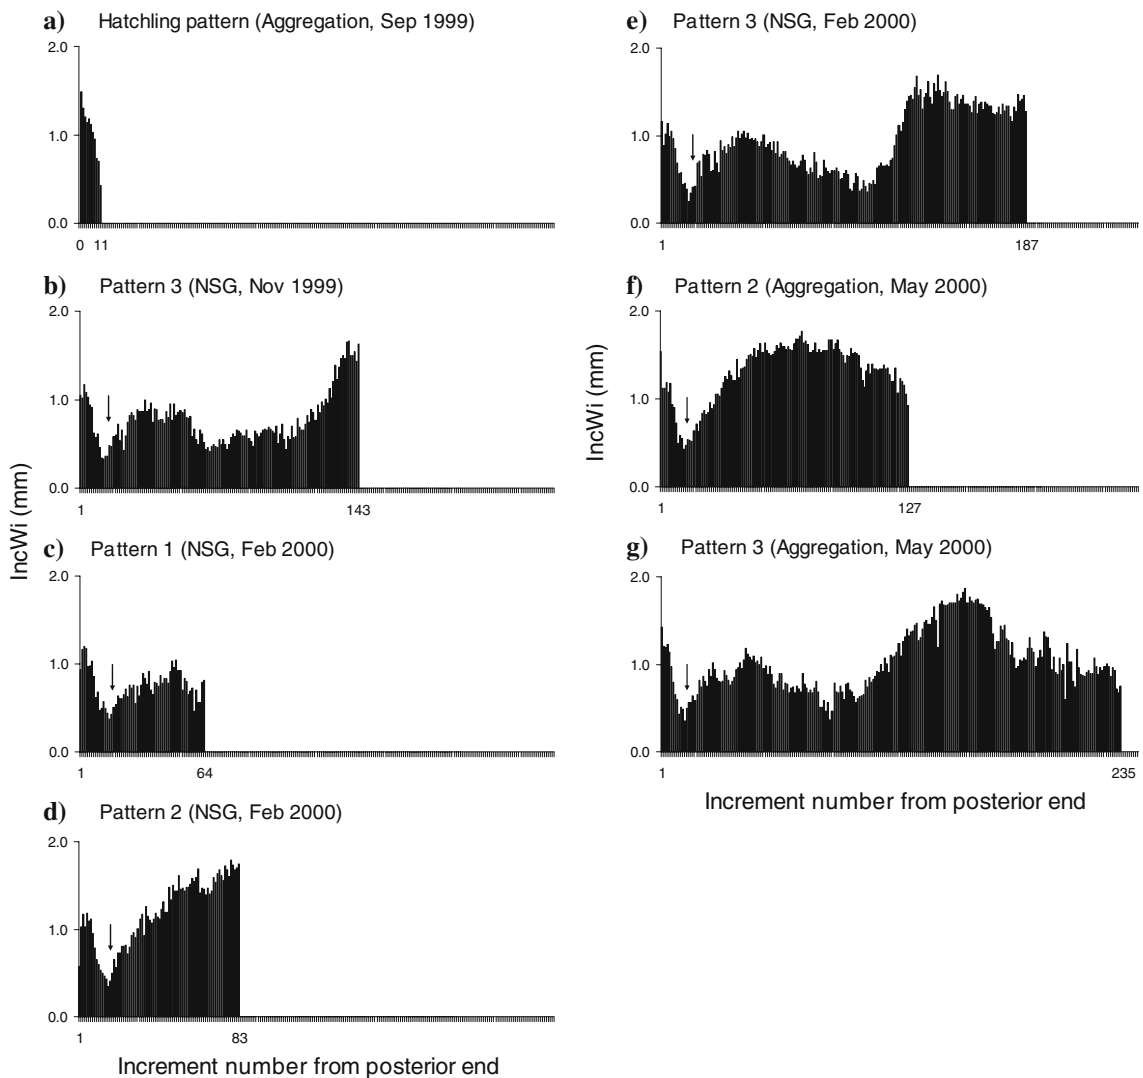 a) Hatchling pattern (Aggregation, Sep 1999)
2.0
1.0
0.0
0 11
b) Pattern 3 (NSG, Nov 1999)
2.0
1.0
0.0
1 143
c) Pattern 1 (NSG, Feb 2000)
2.0
1.0
0.0
1 64
d) Pattern 2 (NSG, Feb 2000)
2.0
1.0
0.0
1 83
IncWi (mm)
Increment number from posterior end
e) Pattern 3 (NSG, Feb 2000)
2.0
1.0
0.0
1 187
f) Pattern 2 (Aggregation, May 2000)
2.0
1.0
0.0
1 127
g) Pattern 3 (Aggregation, May 2000)
2.0
1.0
0.0
1 235
IncWi (mm)
Increment number from posterior end